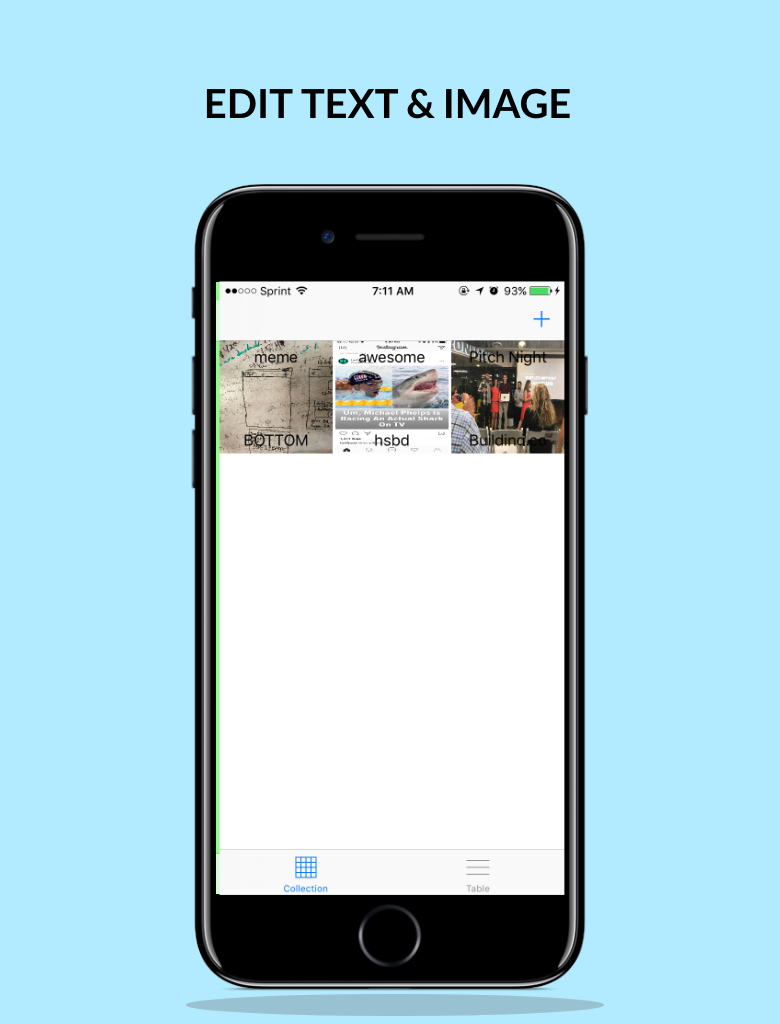 EDIT TEXT & IMAGE
Sprint 7:11 AM 93%
+
meme awesome Pitch Night
Um, Michael Phelps Is
Racing An Actual Shark
On TV
BOTTOM hsbd Building.co
Collection Table